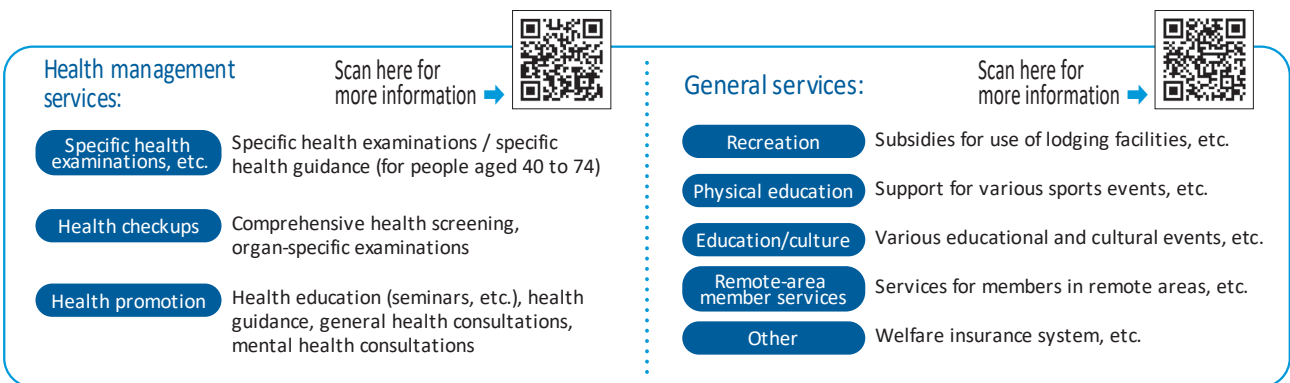 Health management
services:
Scan here for
more information
Specific health
examinations, etc.
Specific health examinations / specific
health guidance (for people aged 40 to 74)
Health checkups
Comprehensive health screening,
organ-specific examinations
Health promotion
Health education (seminars, etc.), health
guidance, general health consultations,
mental health consultations
General services:
Scan here for
more information
Recreation
Subsidies for use of lodging facilities, etc.
Physical education
Support for various sports events, etc.
Education/culture
Various educational and cultural events, etc.
Remote-area
member services
Services for members in remote areas, etc.
Other
Welfare insurance system, etc.